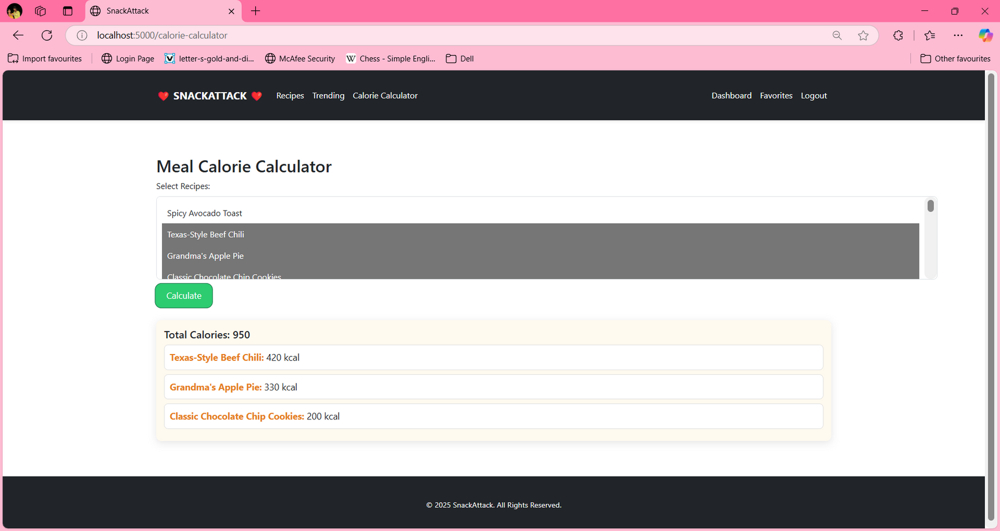 SnackAttack
localhost:5000/calorie-calculator
Import favourites
Login Page
letter-s-gold-and-di...
McAfee Security
W Chess - Simple Engli...
Dell
Other favourites
SNACKATTACK
Recipes
Trending
Calorie Calculator
Dashboard
Favorites
Logout
Meal Calorie Calculator
Select Recipes:
Spicy Avocado Toast
Texas-Style Beef Chili
Grandma's Apple Pie
Classic Chocolate Chip Cookies
Calculate
Total Calories: 950
Texas-Style Beef Chili: 420 kcal
Grandma's Apple Pie: 330 kcal
Classic Chocolate Chip Cookies: 200 kcal
© 2025 SnackAttack. All Rights Reserved.